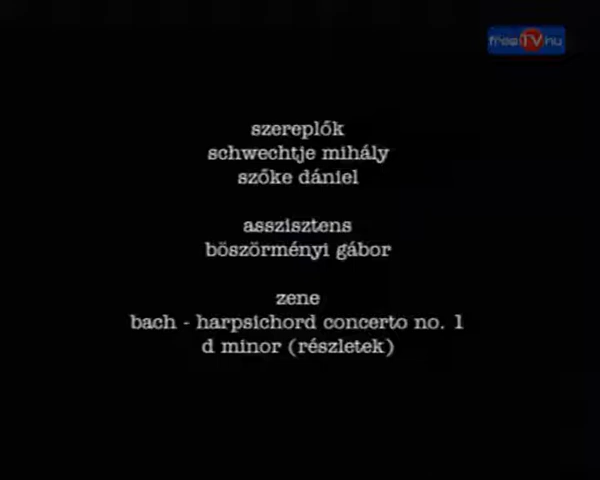 freeTV.hu
szereplők
schwechtje mihály
szőke dániel
asszisztens
böszörményi gábor
zene
bach - harpsichord concerto no. 1
d minor (részletek)